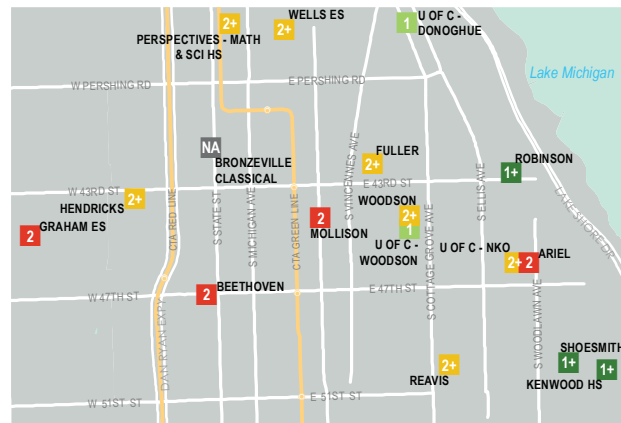 WELLS ES
2+
2+
PERSPECTIVES - MATH
& SCI HS
1
U OF C -
DONOGHUE
Lake Michigan
W PERSHING RD
E PERSHING RD
NA
BRONZEVILLE
CLASSICAL
FULLER
2+
ROBINSON
1+
W 43RD ST
E 43RD ST
HENDRICKS
2+
GRAHAM ES
2
CTA RED LINE
S STATE ST
S MICHIGAN AVE
CTA GREEN LINE
2
MOLLISON
S VINCENNES AVE
WOODSON
2+
1
U OF C -
WOODSON
S COTTAGE GROVE AVE
S ELLIS AVE
LAKE SHORE DR
U OF C - NKO
2+
2
ARIEL
2
BEETHOVEN
W 47TH ST
E 47TH ST
DAN RYAN EXPY
S WOODLAWN AVE
SHOESMITH
1+
1+
KENWOOD HS
2+
REAVIS
W 51ST ST
E 51ST ST